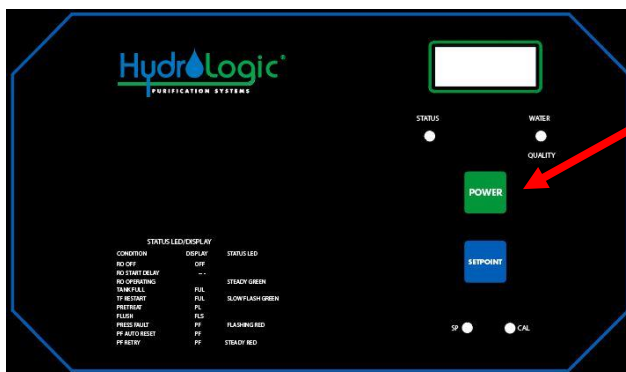 HydroLogic®
PURIFICATION SYSTEMS
STATUS WATER
QUALITY
POWER
SETPOINT
SP CAL
STATUS LED/DISPLAY
CONDITION DISPLAY STATUS LED
RO OFF OFF
RO START DELAY -- -
RO OPERATING STEADY GREEN
TANK FULL FUL
TF RESTART FUL SLOW FLASH GREEN
PRETREAT PL
FLUSH FLS
PRESS FAULT PF FLASHING RED
PF AUTO RESET PF
PF RETRY PF STEADY RED